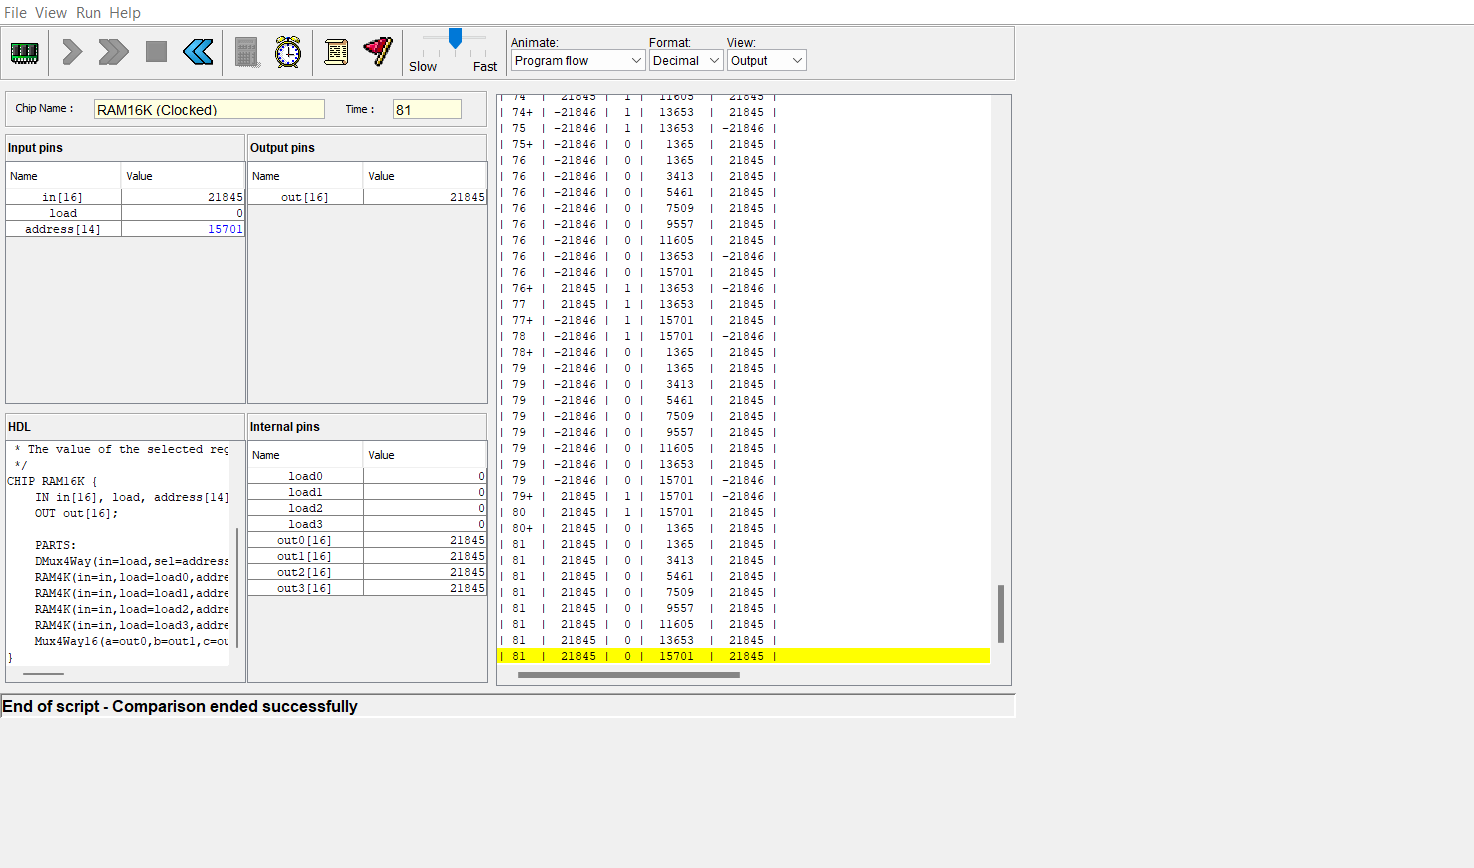 File View Run Help
Slow Fast
Animate:
Program flow
Format:
Decimal
View:
Output
Chip Name :
RAM16K (Clocked)
Time :
81
Input pins
Name Value
in[16] 21845
load 0
address[14] 15701
Output pins
Name Value
out[16] 21845
HDL
* The value of the selected reg
*/
CHIP RAM16K {
IN in[16], load, address[14]
OUT out[16];
PARTS:
DMux4Way(in=load,sel=address
RAM4K(in=in,load=load0,addre
RAM4K(in=in,load=load1,addre
RAM4K(in=in,load=load2,addre
RAM4K(in=in,load=load3,addre
Mux4Way16(a=out0,b=out1,c=ou
}
Internal pins
Name Value
load0 0
load1 0
load2 0
load3 0
out0[16] 21845
out1[16] 21845
out2[16] 21845
out3[16] 21845
| 74 | 21845 | 1 | 11605 | 21845 |
| 74+ | -21846 | 1 | 13653 | 21845 |
| 75 | -21846 | 1 | 13653 | -21846 |
| 75+ | -21846 | 0 | 1365 | 21845 |
| 76 | -21846 | 0 | 1365 | 21845 |
| 76 | -21846 | 0 | 3413 | 21845 |
| 76 | -21846 | 0 | 5461 | 21845 |
| 76 | -21846 | 0 | 7509 | 21845 |
| 76 | -21846 | 0 | 9557 | 21845 |
| 76 | -21846 | 0 | 11605 | 21845 |
| 76 | -21846 | 0 | 13653 | -21846 |
| 76 | -21846 | 0 | 15701 | 21845 |
| 76+ | 21845 | 1 | 13653 | -21846 |
| 77 | 21845 | 1 | 13653 | 21845 |
| 77+ | -21846 | 1 | 15701 | 21845 |
| 78 | -21846 | 1 | 15701 | -21846 |
| 78+ | -21846 | 0 | 1365 | 21845 |
| 79 | -21846 | 0 | 1365 | 21845 |
| 79 | -21846 | 0 | 3413 | 21845 |
| 79 | -21846 | 0 | 5461 | 21845 |
| 79 | -21846 | 0 | 7509 | 21845 |
| 79 | -21846 | 0 | 9557 | 21845 |
| 79 | -21846 | 0 | 11605 | 21845 |
| 79 | -21846 | 0 | 13653 | 21845 |
| 79 | -21846 | 0 | 15701 | -21846 |
| 79+ | 21845 | 1 | 15701 | -21846 |
| 80 | 21845 | 1 | 15701 | 21845 |
| 80+ | 21845 | 0 | 1365 | 21845 |
| 81 | 21845 | 0 | 1365 | 21845 |
| 81 | 21845 | 0 | 3413 | 21845 |
| 81 | 21845 | 0 | 5461 | 21845 |
| 81 | 21845 | 0 | 7509 | 21845 |
| 81 | 21845 | 0 | 9557 | 21845 |
| 81 | 21845 | 0 | 11605 | 21845 |
| 81 | 21845 | 0 | 13653 | 21845 |
| 81 | 21845 | 0 | 15701 | 21845 |
End of script - Comparison ended successfully